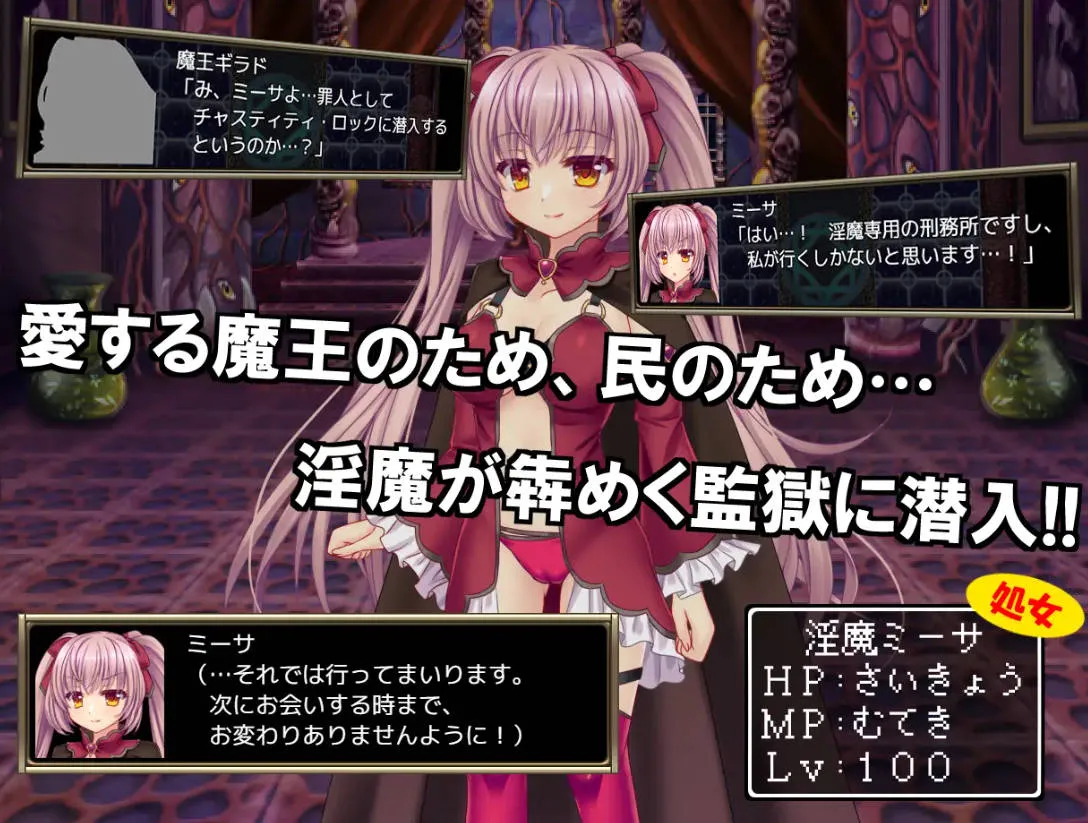 魔王ギラド
「み、ミーサよ…罪人として
チャスティティ・ロックに潜入する
というのか…？」
ミーサ
「はい…！　淫魔専用の刑務所ですし、
私が行くしかないと思います…！」
愛する魔王のため、民のため…
淫魔が犇めく監獄に潜入!!
ミーサ
（…それでは行ってまいります。
次にお会いする時まで、
お変わりありませんように！）
処女
淫魔ミーサ
HP:さいきょう
MP:むてき
Lv:100